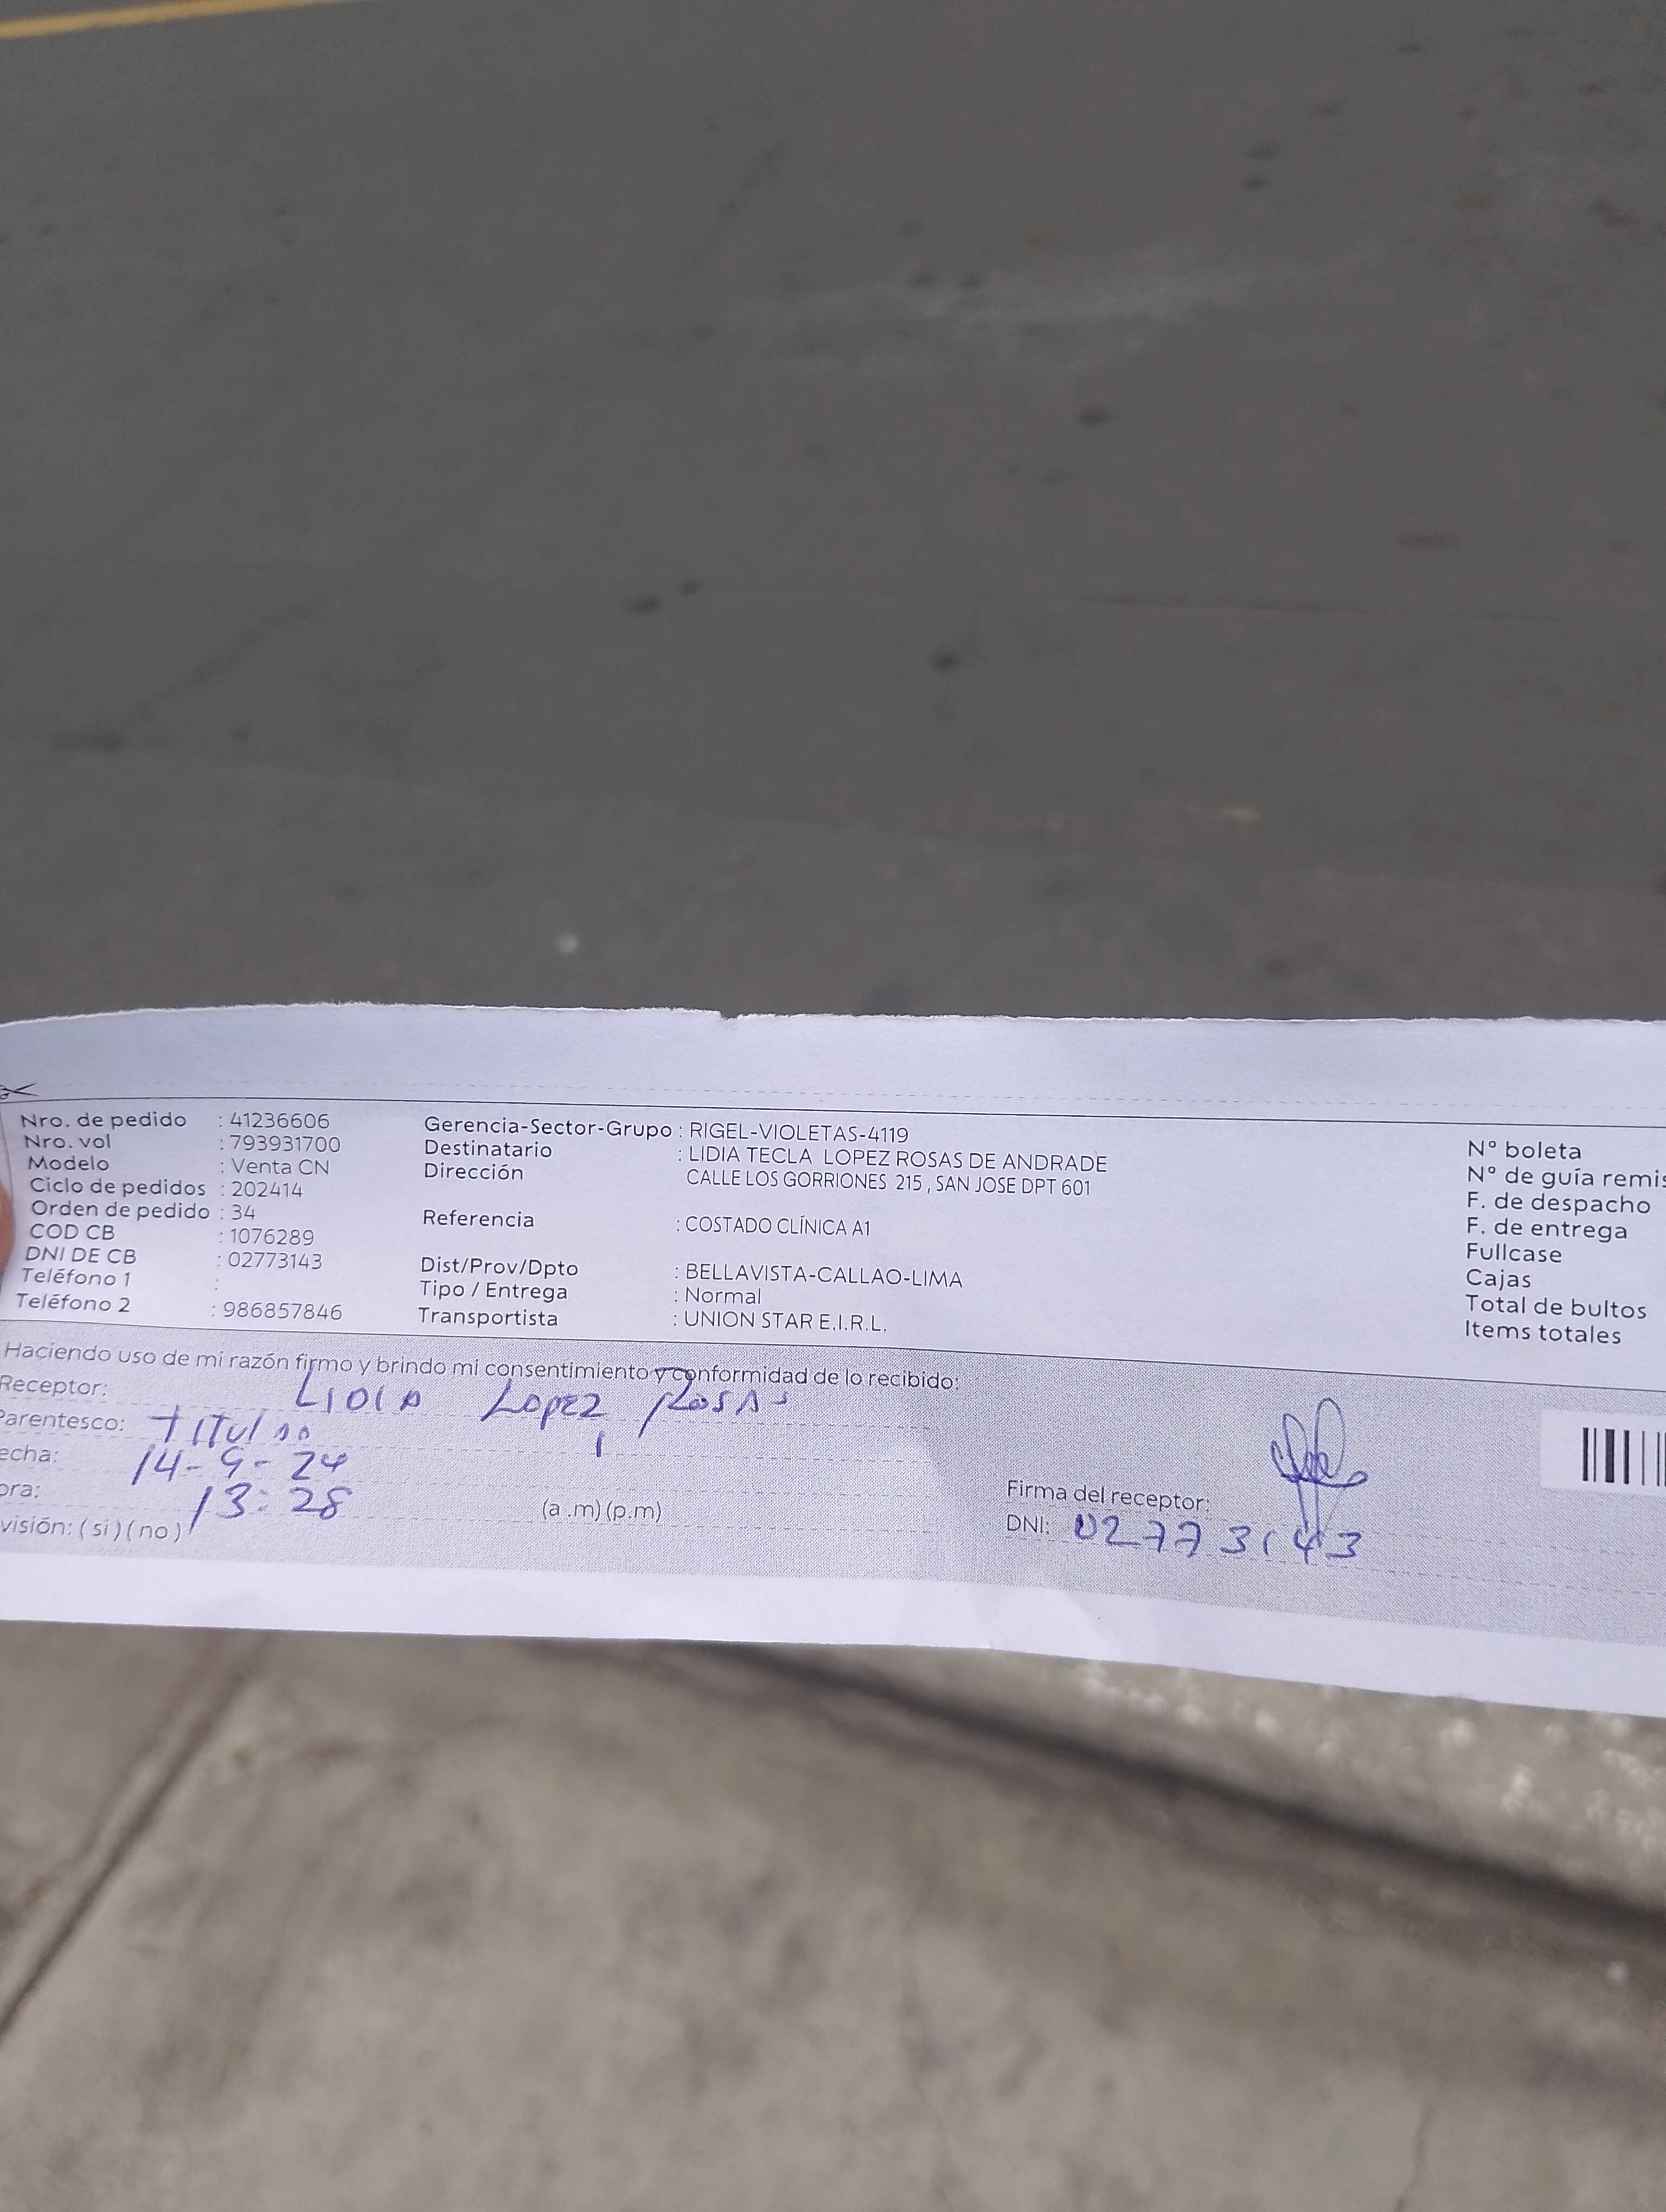 Nro. de pedido : 41236606
Nro. vol : 793931700
Modelo : Venta CN
Ciclo de pedidos : 202414
Orden de pedido : 34
COD CB : 1076289
DNI DE CB : 02773143
Teléfono 1 :
Teléfono 2 : 986857846
Gerencia-Sector-Grupo : RIGEL-VIOLETAS-4119
Destinatario : LIDIA TECLA LOPEZ ROSAS DE ANDRADE
Dirección CALLE LOS GORRIONES 215 , SAN JOSE DPT 601
Referencia : COSTADO CLÍNICA A1
Dist/Prov/Dpto : BELLAVISTA-CALLAO-LIMA
Tipo / Entrega : Normal
Transportista : UNION STAR E.I.R.L.
N° boleta
N° de guía remis
F. de despacho
F. de entrega
Fullcase
Cajas
Total de bultos
Items totales
Haciendo uso de mi razón firmo y brindo mi consentimiento y conformidad de lo recibido:
Receptor: LIDIA Lopez Rosas
Parentesco: titular
echa: 14-9-24
ora: 13:28 (a .m) (p.m)
visión: ( si ) ( no )
Firma del receptor:
DNI: 02773143